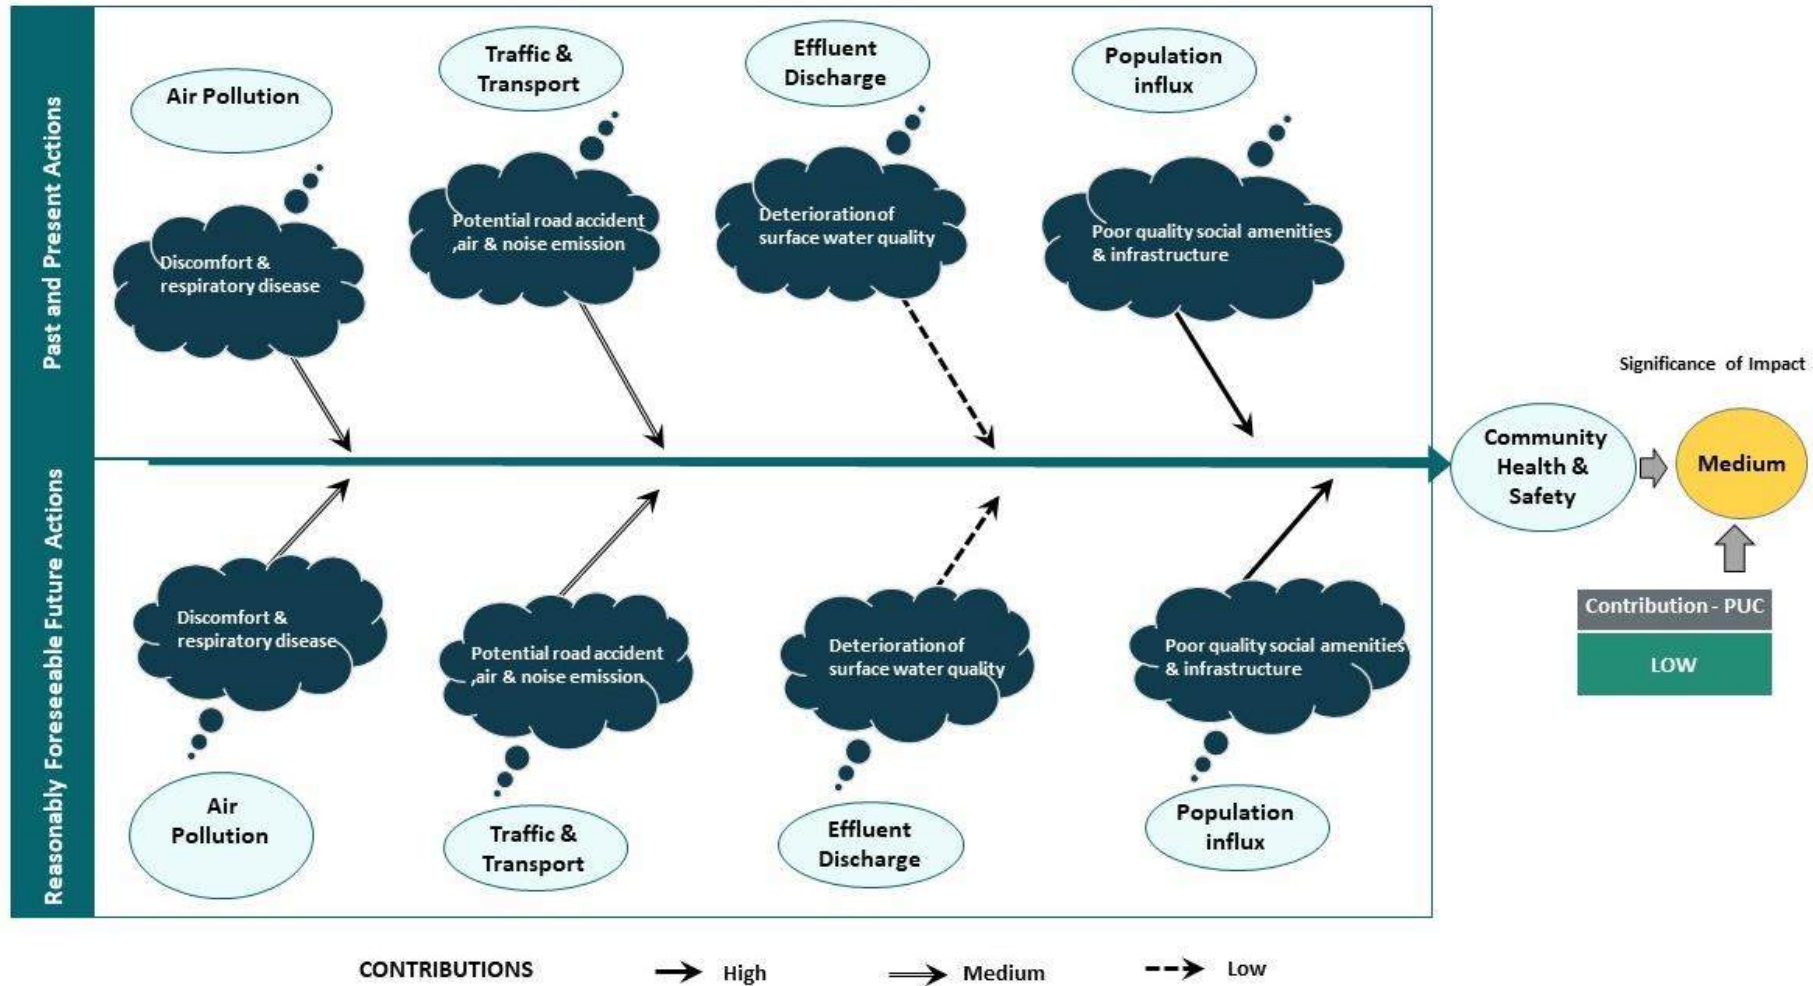 Past and Present Actions
Air Pollution
Traffic &
Transport
Effluent
Discharge
Population
influx
Discomfort &
respiratory disease
Potential road accident
,air & noise emission
Deterioration of
surface water quality
Poor quality social amenities
& infrastructure
Reasonably Foreseeable Future Actions
Discomfort &
respiratory disease
Potential road accident
,air & noise emission
Deterioration of
surface water quality
Poor quality social amenities
& infrastructure
Air
Pollution
Traffic &
Transport
Effluent
Discharge
Population
influx
Significance of Impact
Community
Health &
Safety
Medium
Contribution - PUC
LOW
CONTRIBUTIONS
High
Medium
Low